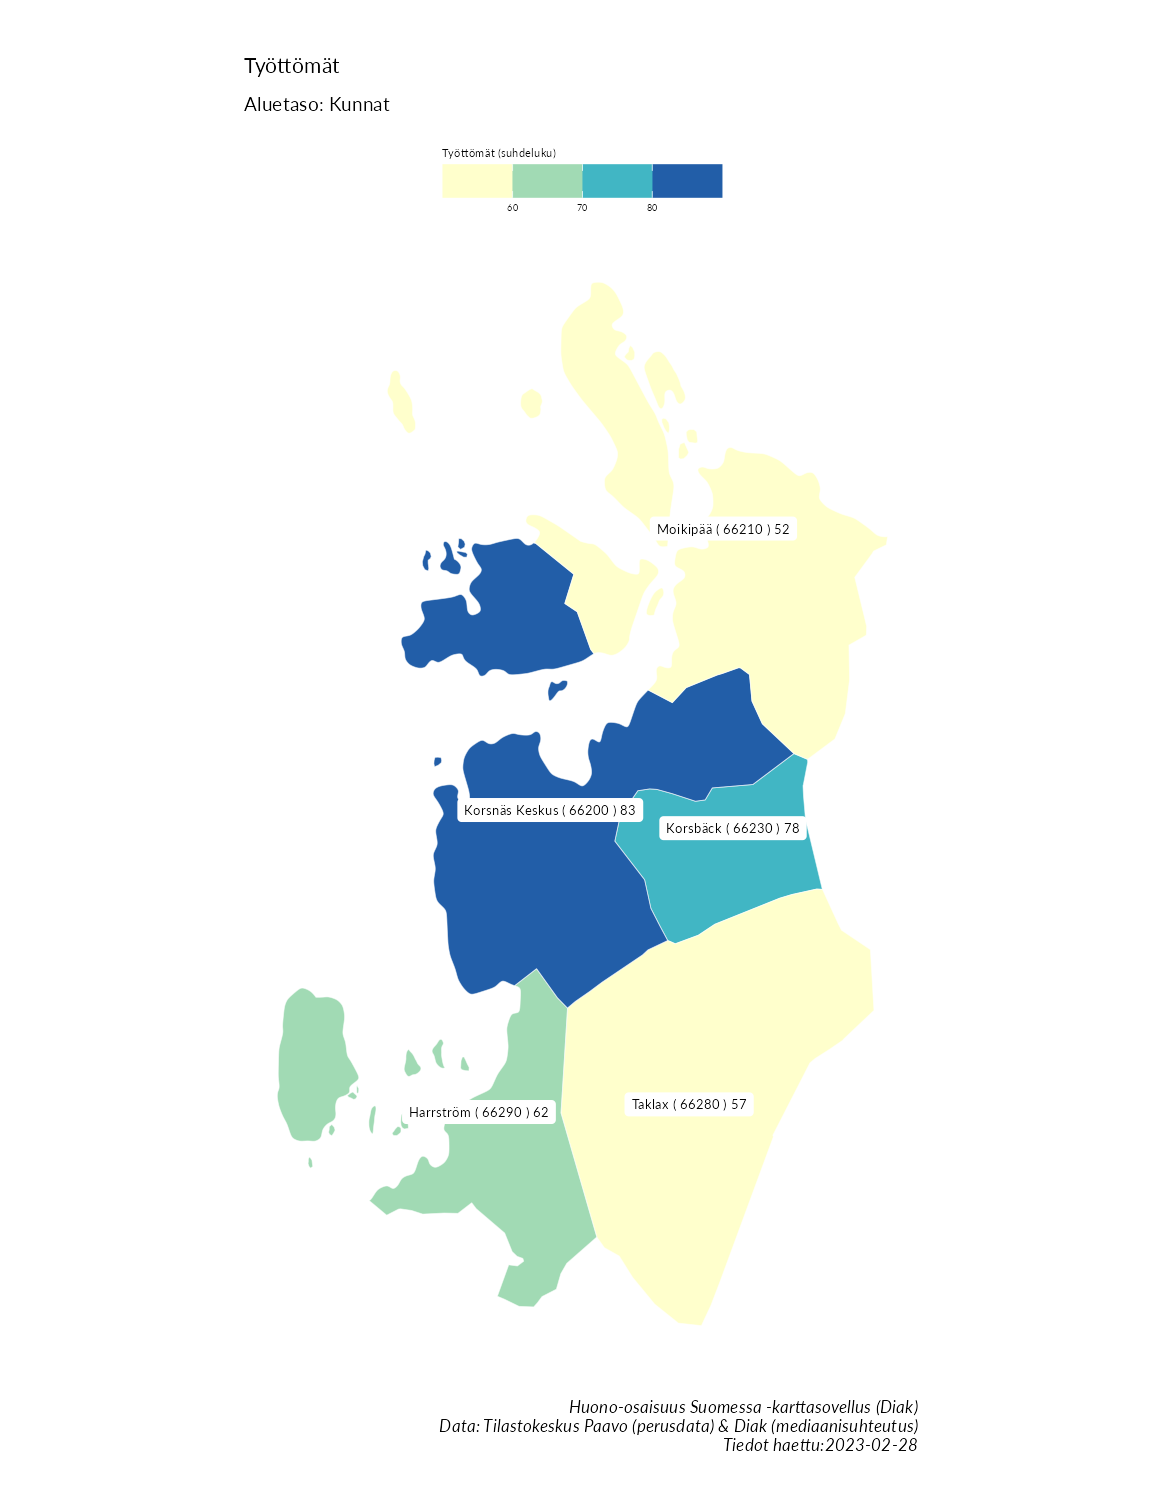 Työttömät
Aluetaso: Kunnat
Työttömät (suhdeluku)
60 70 80
Moikipää ( 66210 ) 52
Korsnäs Keskus ( 66200 ) 83
Korsbäck ( 66230 ) 78
Taklax ( 66280 ) 57
Harrström ( 66290 ) 62
Huono-osaisuus Suomessa -karttasovellus (Diak)
Data: Tilastokeskus Paavo (perusdata) & Diak (mediaanisuhteutus)
Tiedot haettu:2023-02-28